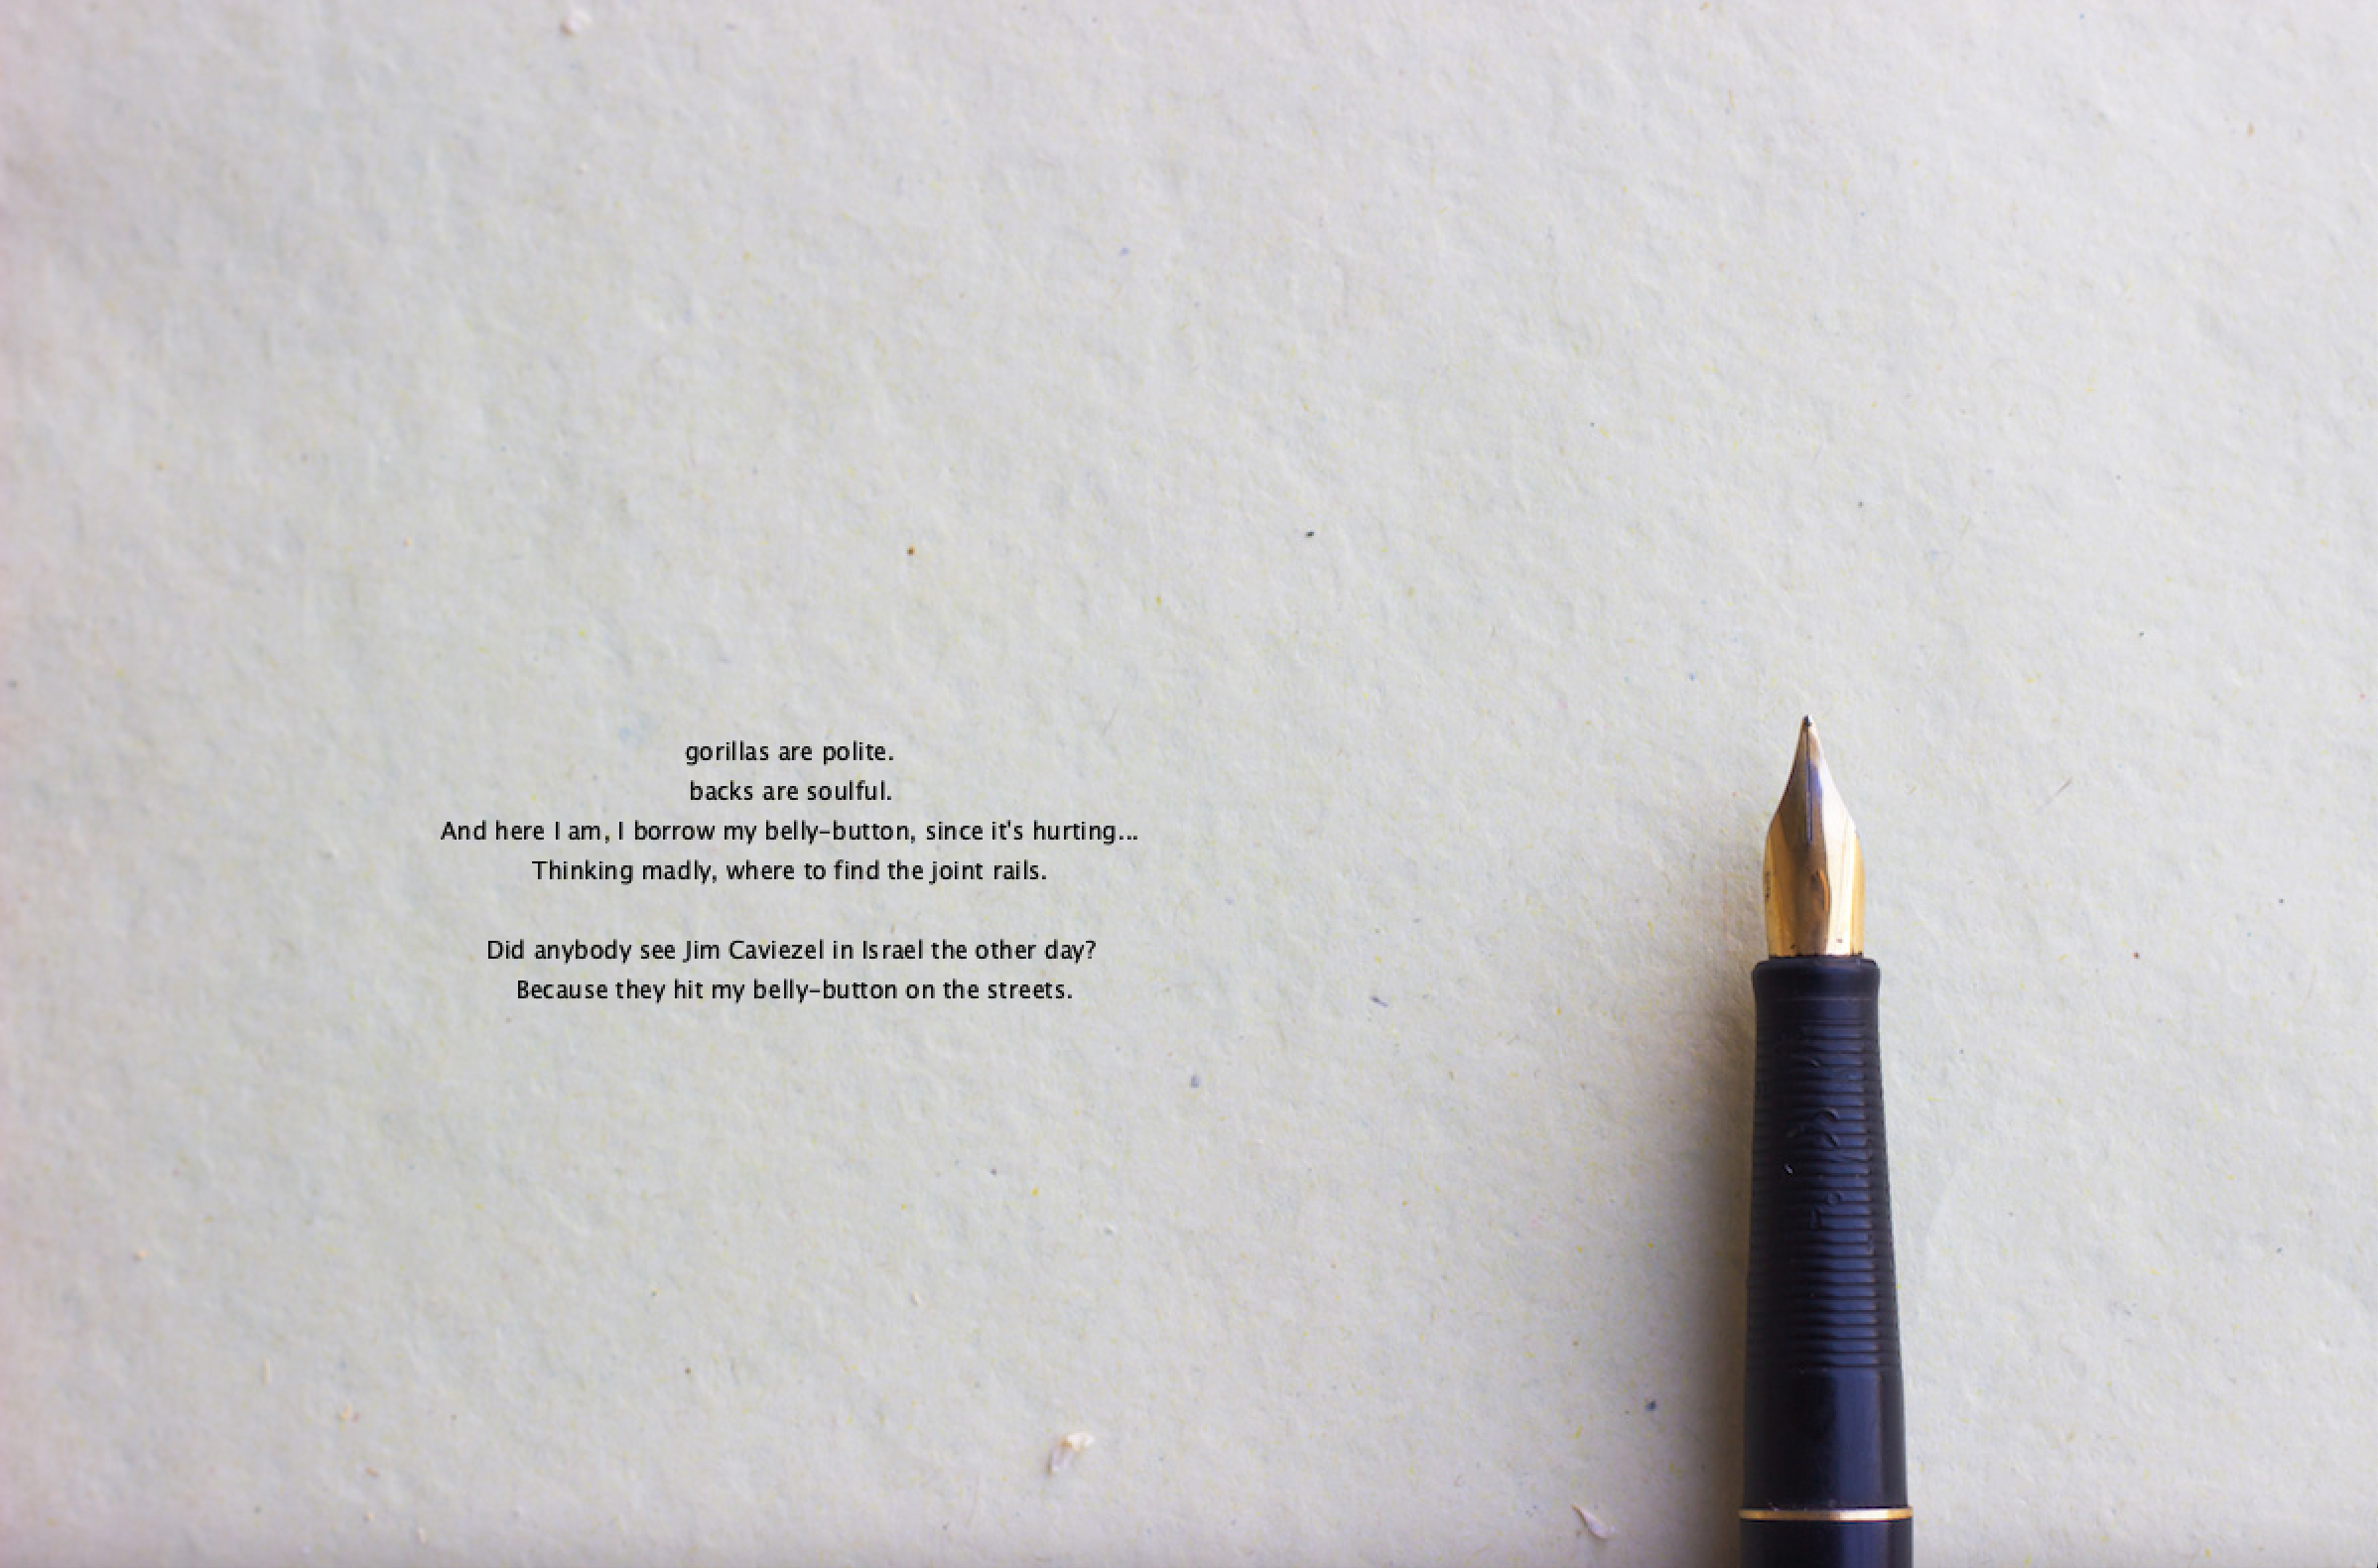 gorillas are polite.
backs are soulful.
And here I am, I borrow my belly-button, since it's hurting...
Thinking madly, where to find the joint rails.
Did anybody see Jim Caviezel in Israel the other day?
Because they hit my belly-button on the streets.